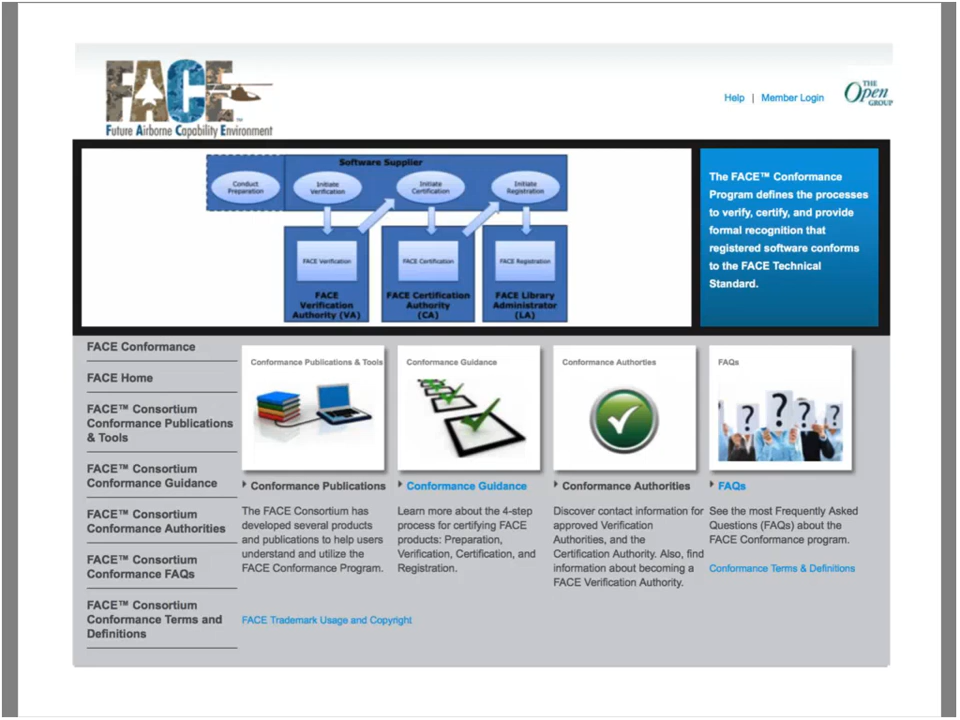 FACE™
Future Airborne Capability Environment
Help | Member Login
THE
Open
GROUP
Software Supplier
Conduct
Preparation
Initiate
Verification
Initiate
Certification
Initiate
Registration
FACE Verification
FACE Certification
FACE Registration
FACE
Verification
Authority (VA)
FACE Certification
Authority
(CA)
FACE Library
Administrator
(LA)
The FACE™ Conformance
Program defines the processes
to verify, certify, and provide
formal recognition that
registered software conforms
to the FACE Technical
Standard.
FACE Conformance
FACE Home
FACE™ Consortium
Conformance Publications
& Tools
FACE™ Consortium
Conformance Guidance
FACE™ Consortium
Conformance Authorities
FACE™ Consortium
Conformance FAQs
FACE™ Consortium
Conformance Terms and
Definitions
Conformance Publications & Tools
Conformance Publications
The FACE Consortium has
developed several products
and publications to help users
understand and utilize the
FACE Conformance Program.
Conformance Guidance
Conformance Guidance
Learn more about the 4-step
process for certifying FACE
products: Preparation,
Verification, Certification, and
Registration.
Conformance Authorties
Conformance Authorities
Discover contact information for
approved Verification
Authorities, and the
Certification Authority. Also, find
information about becoming a
FACE Verification Authority.
FAQs
? ? ? ?
FAQs
See the most Frequently Asked
Questions (FAQs) about the
FACE Conformance program.
Conformance Terms & Definitions
FACE Trademark Usage and Copyright